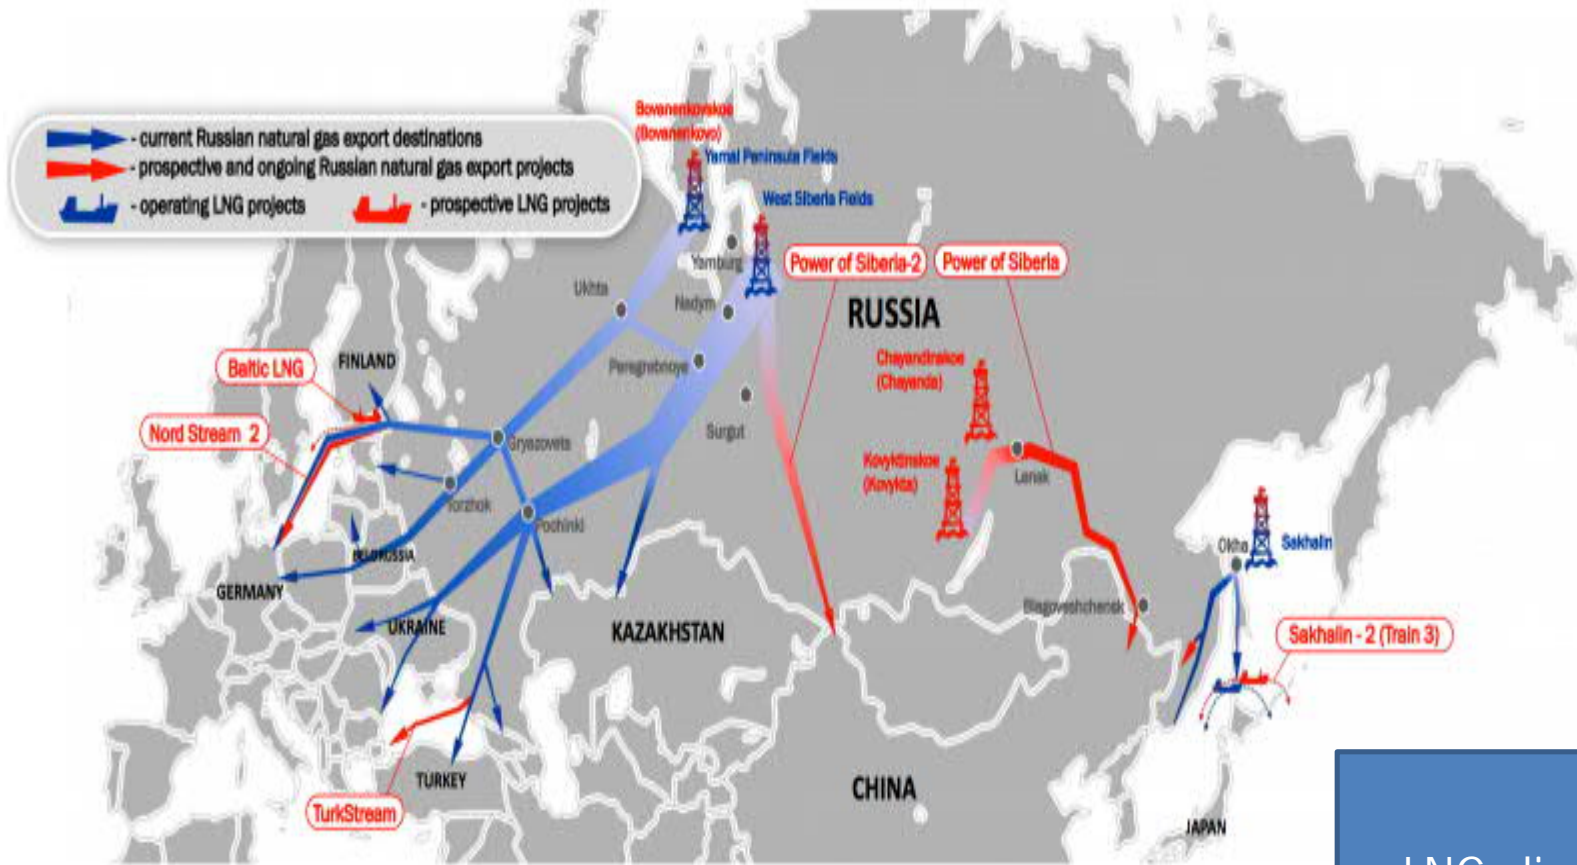 - current Russian natural gas export destinations
- prospective and ongoing Russian natural gas export projects
- operating LNG projects
- prospective LNG projects
Bovanenkovskoe
(Bovanenkovo)
Yamal Peninsula Fields
West Siberia Fields
Yamburg
Power of Siberia-2
Power of Siberia
Ukhta
Nadym
RUSSIA
Baltic LNG
FINLAND
Peregrebnoye
Chayandinskoe
(Chayanda)
Nord Stream 2
Gryazovets
Surgut
Kovyktinskoe
(Kovykta)
Lensk
Torzhok
Pochinki
BELORUSSIA
Okha
Sakhalin
GERMANY
Blagoveshchensk
UKRAINE
KAZAKHSTAN
Sakhalin - 2 (Train 3)
TURKEY
CHINA
TurkStream
JAPAN